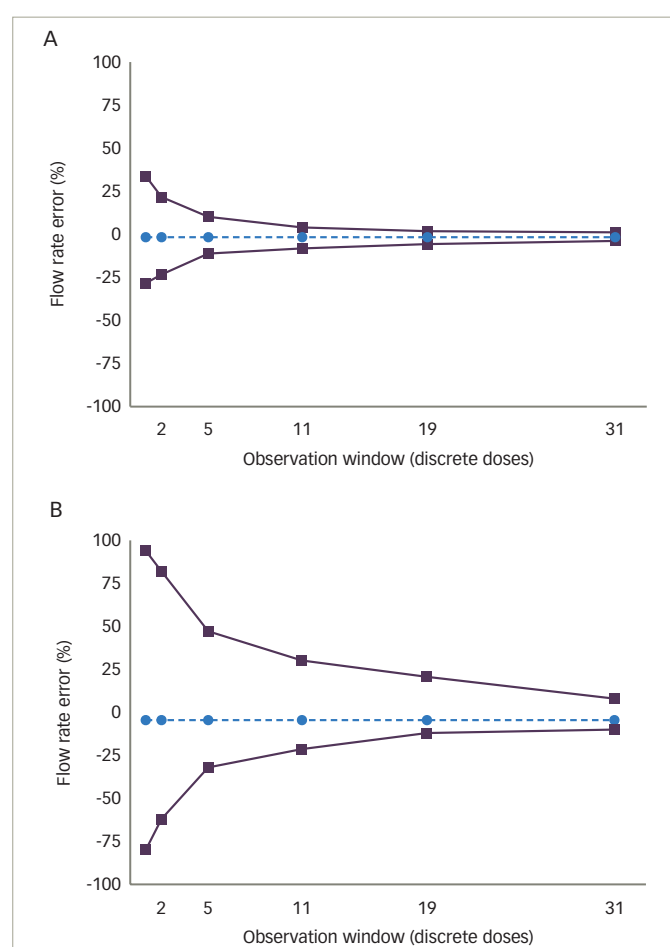 A
100
75
50
25
0
-25
-50
-75
-100
Flow rate error (%)
2 5 11 19 31
Observation window (discrete doses)
B
100
75
50
25
0
-25
-50
-75
-100
Flow rate error (%)
2 5 11 19 31
Observation window (discrete doses)